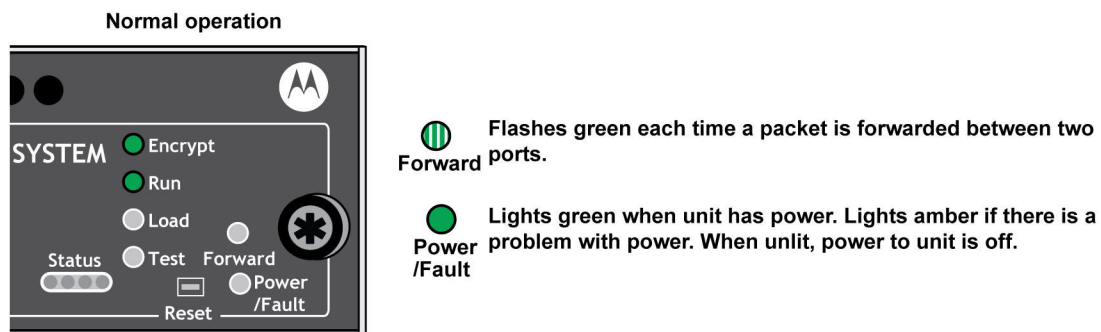 Normal operation
SYSTEM
Encrypt
Run
Load
Test
Forward
Status
Power
/Fault
Reset
Forward
Flashes green each time a packet is forwarded between two
ports.
Power
/Fault
Lights green when unit has power. Lights amber if there is a
problem with power. When unlit, power to unit is off.